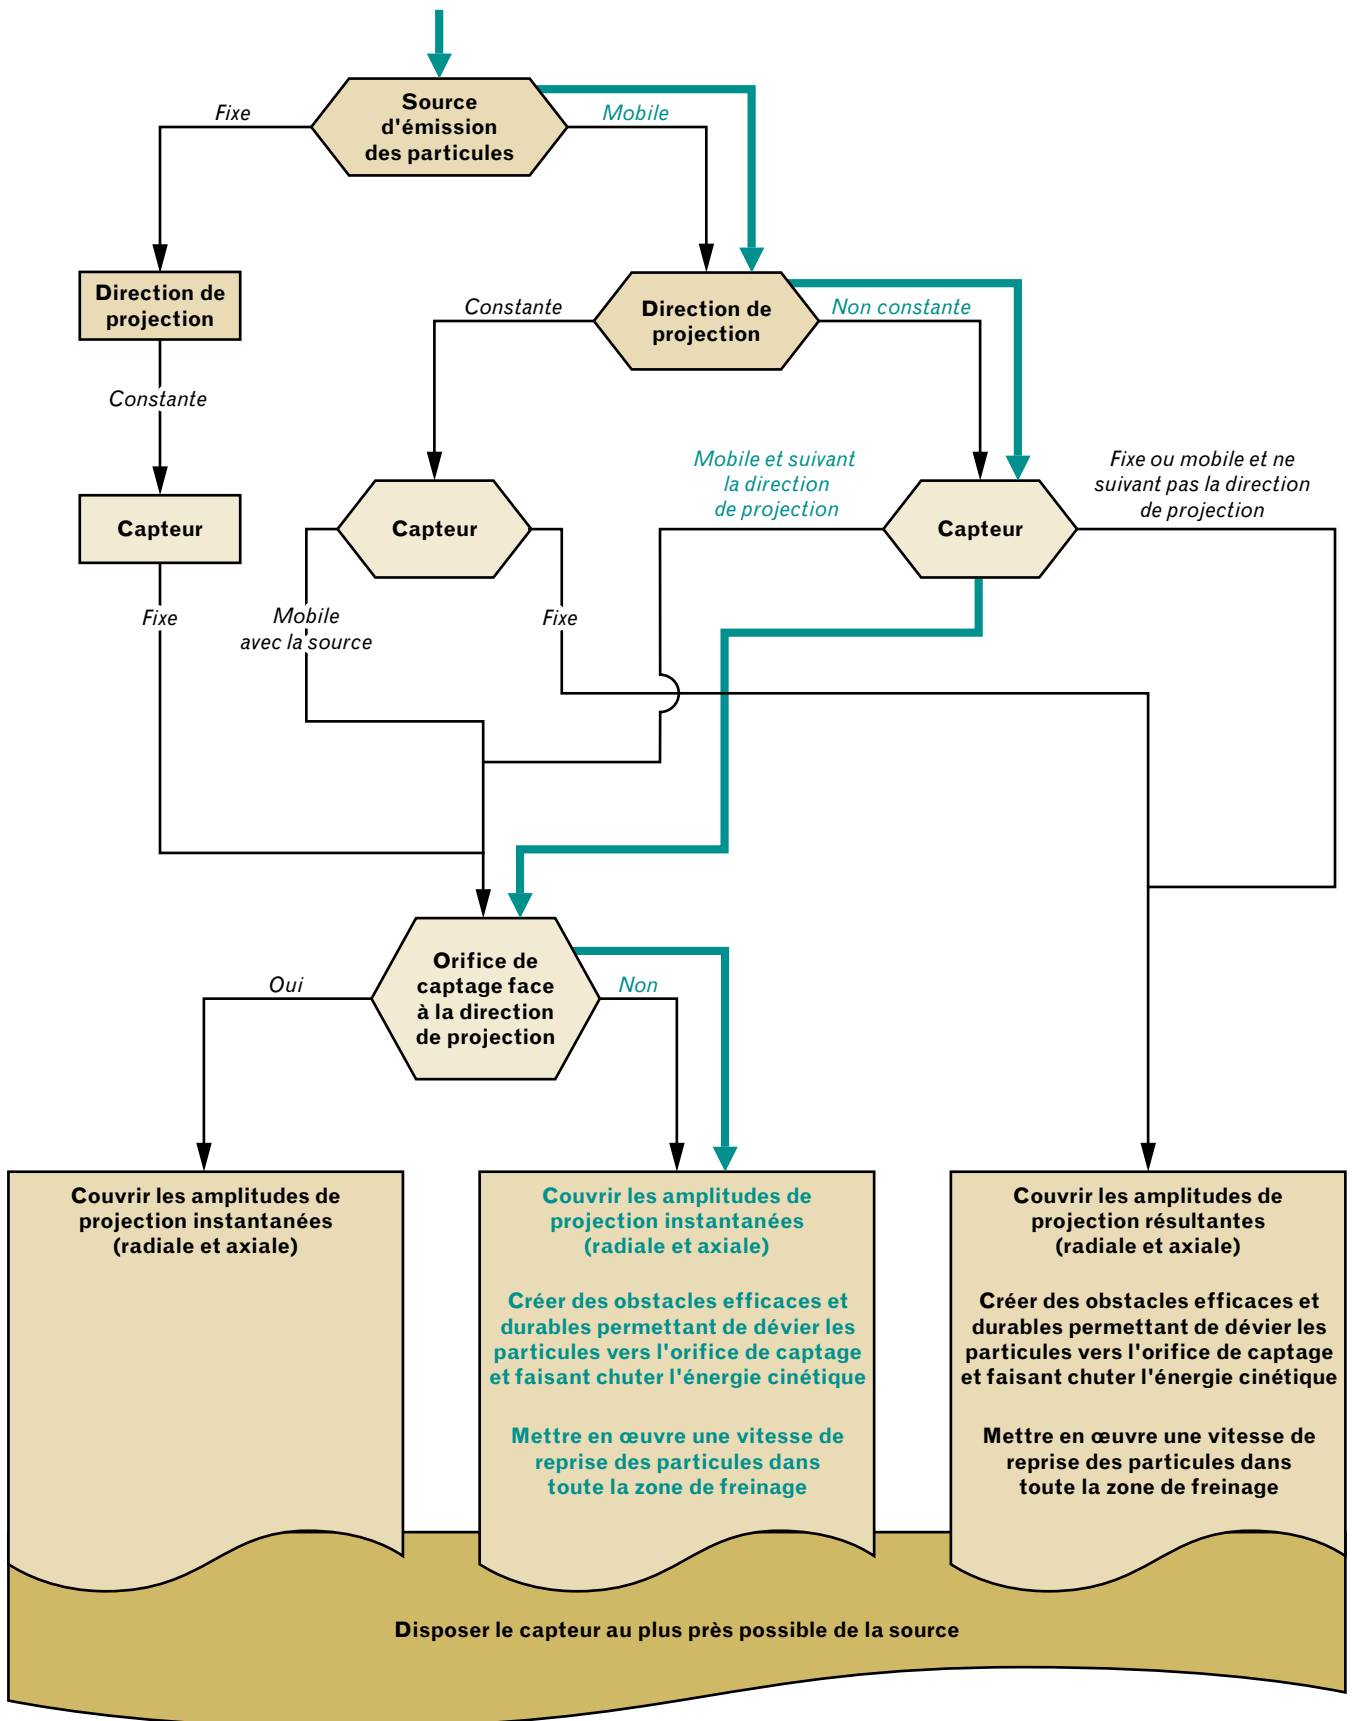 Source
d'émission
des particules
Fixe
Mobile
Direction de
projection
Direction de
projection
Constante
Non constante
Constante
Mobile et suivant
la direction
de projection
Fixe ou mobile et ne
suivant pas la direction
de projection
Capteur
Capteur
Capteur
Fixe
Mobile
avec la source
Fixe
Orifice de
captage face
à la direction
de projection
Oui
Non
Couvrir les amplitudes de
projection instantanées
(radiale et axiale)
Couvrir les amplitudes de
projection instantanées
(radiale et axiale)
Créer des obstacles efficaces et
durables permettant de dévier les
particules vers l'orifice de captage
et faisant chuter l'énergie cinétique
Mettre en œuvre une vitesse de
reprise des particules dans
toute la zone de freinage
Couvrir les amplitudes de
projection résultantes
(radiale et axiale)
Créer des obstacles efficaces et
durables permettant de dévier les
particules vers l'orifice de captage
et faisant chuter l'énergie cinétique
Mettre en œuvre une vitesse de
reprise des particules dans
toute la zone de freinage
Disposer le capteur au plus près possible de la source